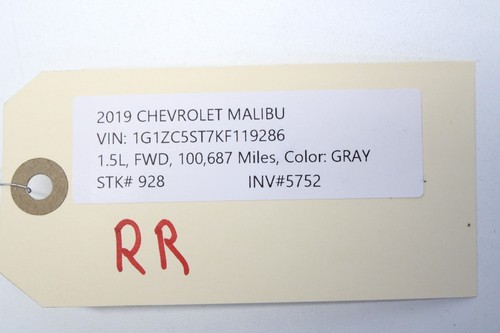 2019 CHEVROLET MALIBU
VIN: 1G1ZC5ST7KF119286
1.5L, FWD, 100,687 Miles, Color: GRAY
STK# 928 INV#5752
RR